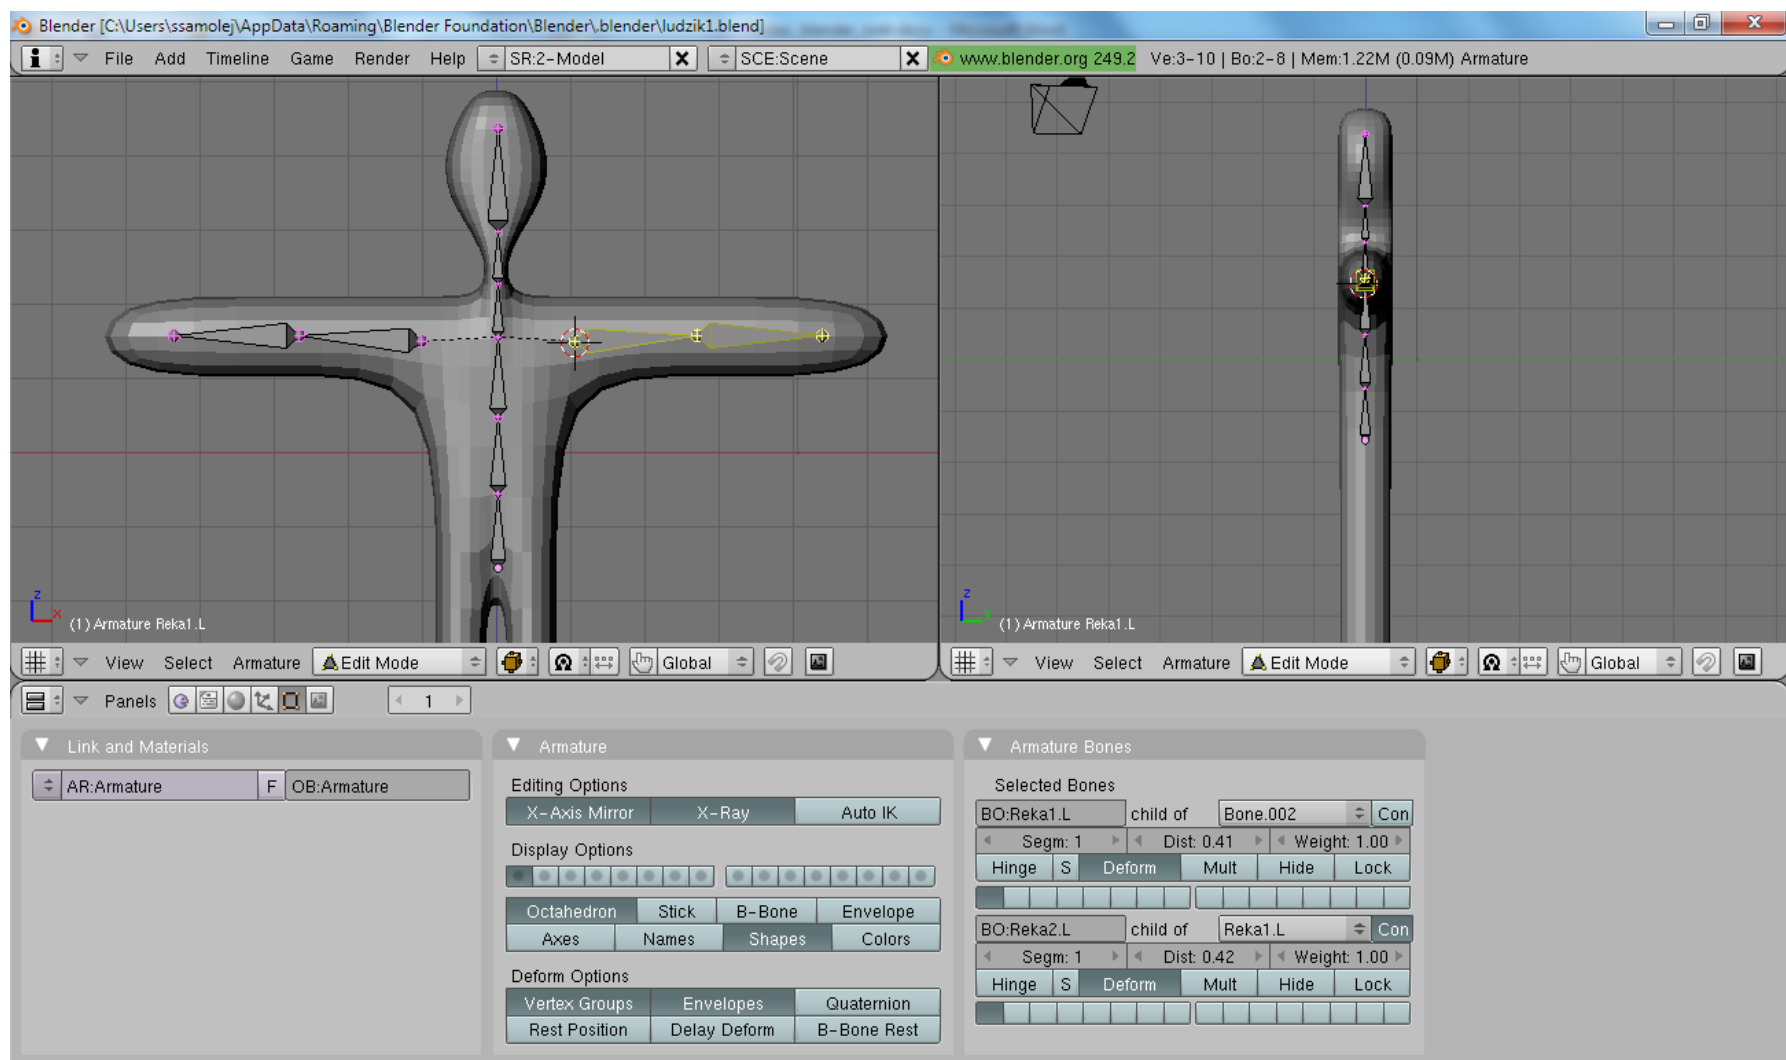 Blender [C:\Users\ssamolej\AppData\Roaming\Blender Foundation\Blender\.blender\ludzik1.blend]
File Add Timeline Game Render Help SR:2-Model SCE:Scene www.blender.org 249.2 Ve:3-10 | Bo:2-8 | Mem:1.22M (0.09M) Armature
z
x
(1) Armature Reka1.L
z
y
(1) Armature Reka1.L
View Select Armature Edit Mode Global
View Select Armature Edit Mode Global
Panels 1
Link and Materials
AR:Armature F OB:Armature
Armature
Editing Options
X-Axis Mirror X-Ray Auto IK
Display Options
Octahedron Stick B-Bone Envelope
Axes Names Shapes Colors
Deform Options
Vertex Groups Envelopes Quaternion
Rest Position Delay Deform B-Bone Rest
Armature Bones
Selected Bones
BO:Reka1.L child of Bone.002 Con
Segm: 1 Dist: 0.41 Weight: 1.00
Hinge S Deform Mult Hide Lock
BO:Reka2.L child of Reka1.L Con
Segm: 1 Dist: 0.42 Weight: 1.00
Hinge S Deform Mult Hide Lock